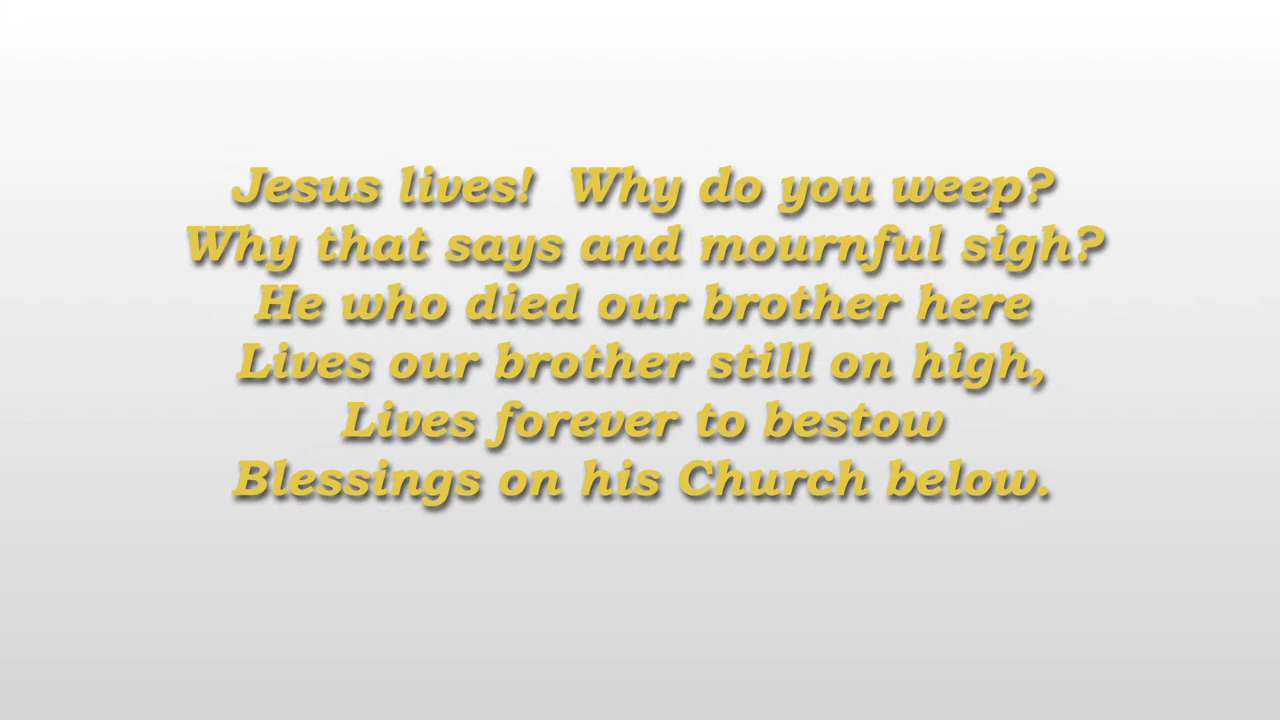 Jesus lives!  Why do you weep?
Why that says and mournful sigh?
He who died our brother here
Lives our brother still on high,
Lives forever to bestow
Blessings on his Church below.